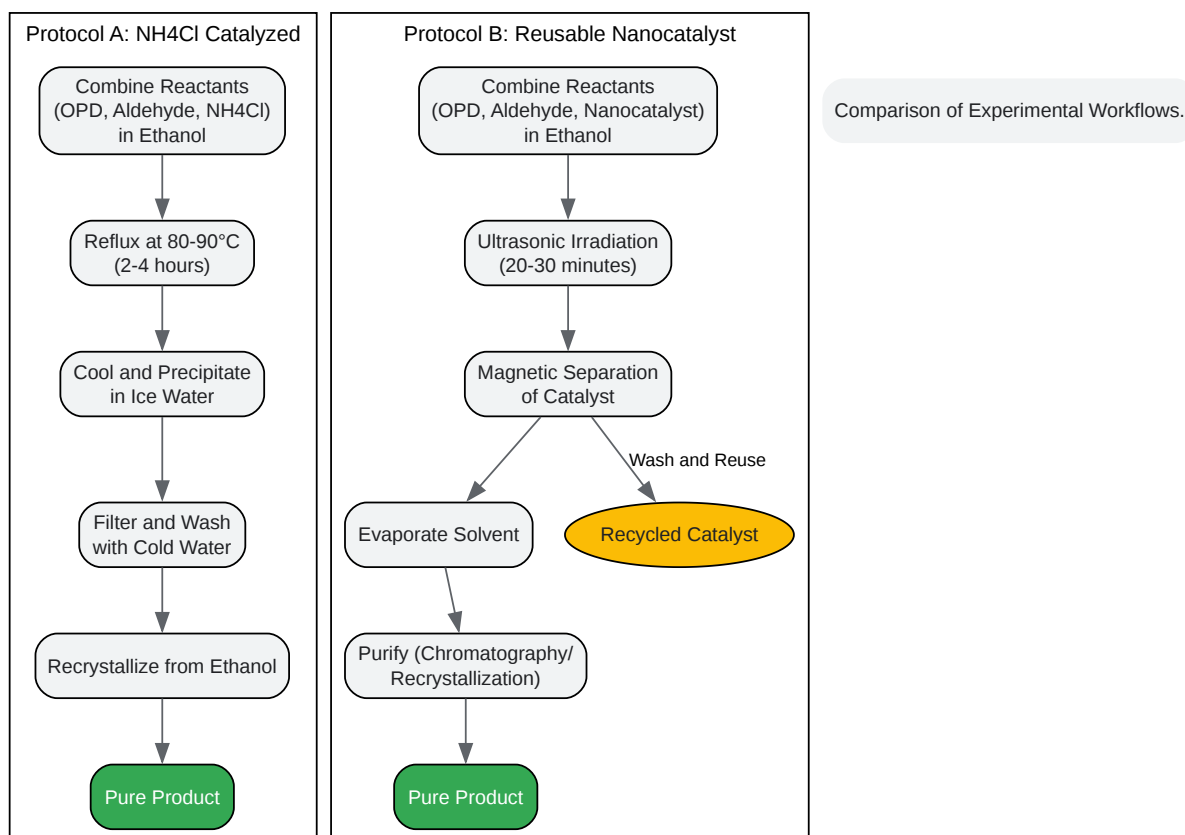 Protocol A: NH4Cl Catalyzed
Combine Reactants
(OPD, Aldehyde, NH4Cl)
in Ethanol
Reflux at 80-90°C
(2-4 hours)
Cool and Precipitate
in Ice Water
Filter and Wash
with Cold Water
Recrystallize from Ethanol
Pure Product
Protocol B: Reusable Nanocatalyst
Combine Reactants
(OPD, Aldehyde, Nanocatalyst)
in Ethanol
Ultrasonic Irradiation
(20-30 minutes)
Magnetic Separation
of Catalyst
Wash and Reuse
Evaporate Solvent
Recycled Catalyst
Purify (Chromatography/
Recrystallization)
Pure Product
Comparison of Experimental Workflows.